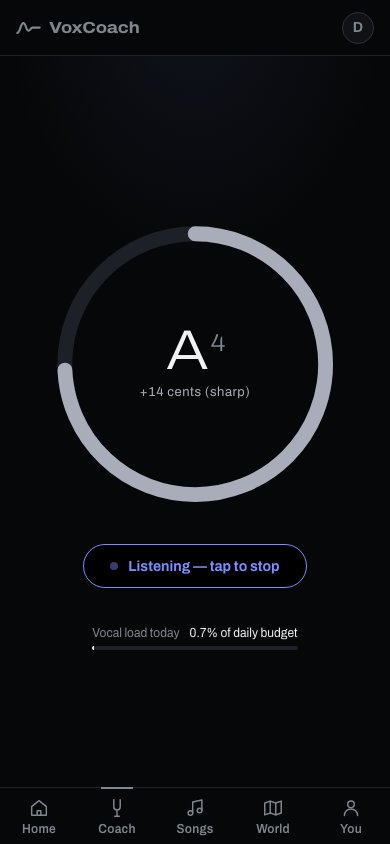 VoxCoach
D
A4
+14 cents (sharp)
Listening — tap to stop
Vocal load today 0.7% of daily budget
Home Coach Songs World You